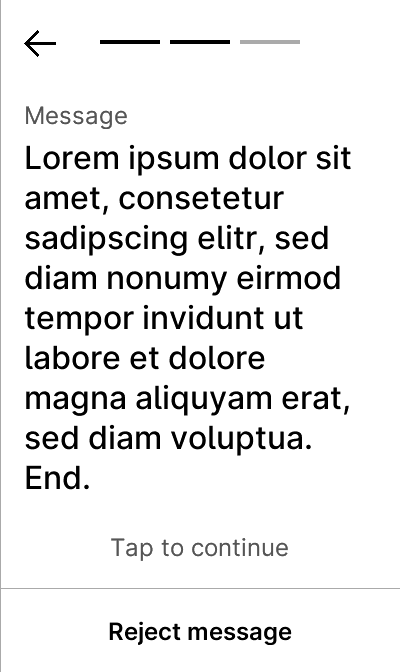 Message
Lorem ipsum dolor sit
amet, consetetur
sadipscing elitr, sed
diam nonumy eirmod
tempor invidunt ut
labore et dolore
magna aliquyam erat,
sed diam voluptua.
End.
Tap to continue
Reject message